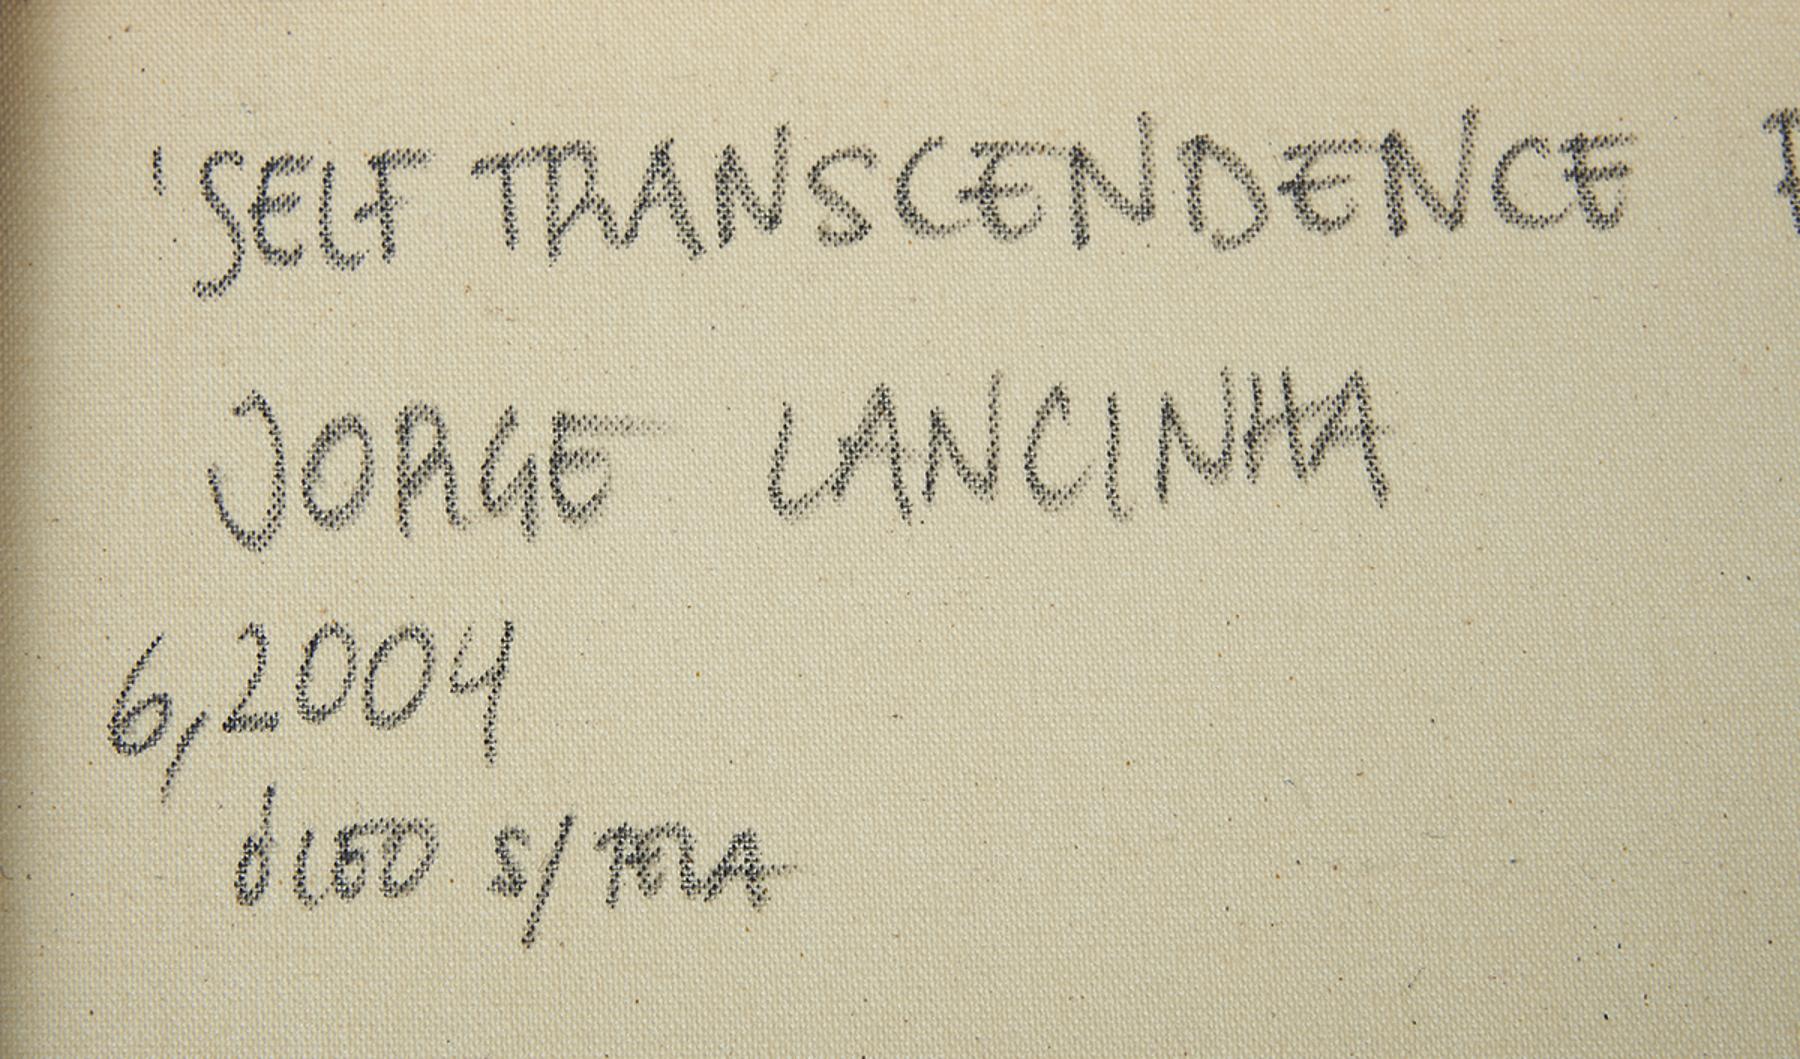 'SELF TRANSCENDENCE
JORGE LANCINHA
6,2004
ÓLEO S/ TELA